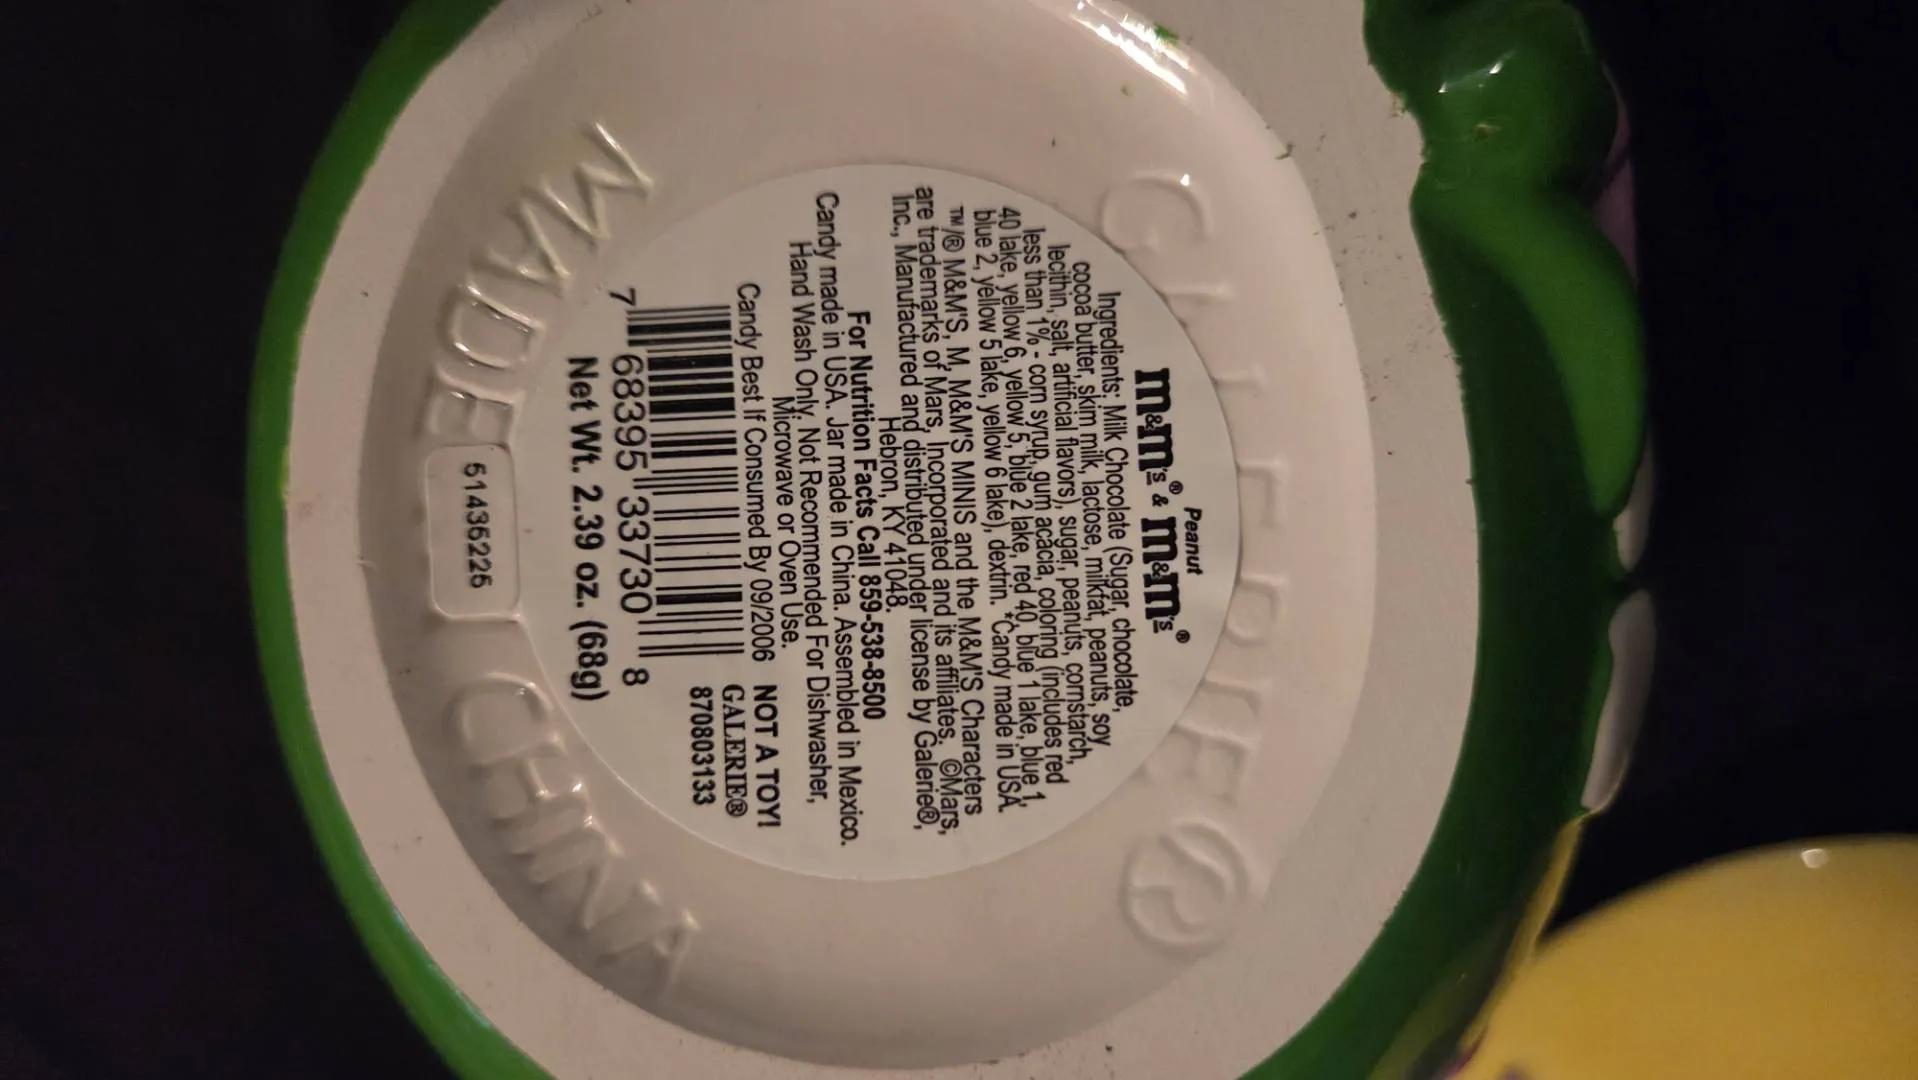 GALERIE
Peanut
m&m's® & m&m's®
Ingredients: Milk Chocolate (Sugar, chocolate,
cocoa butter, skim milk, lactose, milkfat, peanuts, soy
lecithin, salt, artificial flavors), sugar, peanuts, cornstarch,
less than 1% - corn syrup, gum acacia, coloring (includes red
40 lake, yellow 6, yellow 5, blue 2 lake, red 40, blue 1 lake, blue 1,
blue 2, yellow 5 lake, yellow 6 lake), dextrin. *Candy made in USA.
™/® M&M'S, M, M&M'S MINIS and the M&M'S Characters
are trademarks of Mars, Incorporated and its affiliates. ©Mars,
Inc., Manufactured and distributed under license by Galerie®,
Hebron, KY 41048.
For Nutrition Facts Call 859-538-8500
Candy made in USA. Jar made in China. Assembled in Mexico.
Hand Wash Only, Not Recommended For Dishwasher,
Microwave or Oven Use.
Candy Best If Consumed By 09/2006
NOT A TOY!
GALERIE®
870803133
7 68395 33730 8
Net Wt. 2.39 oz. (68g)
51436225
MADE CHINA